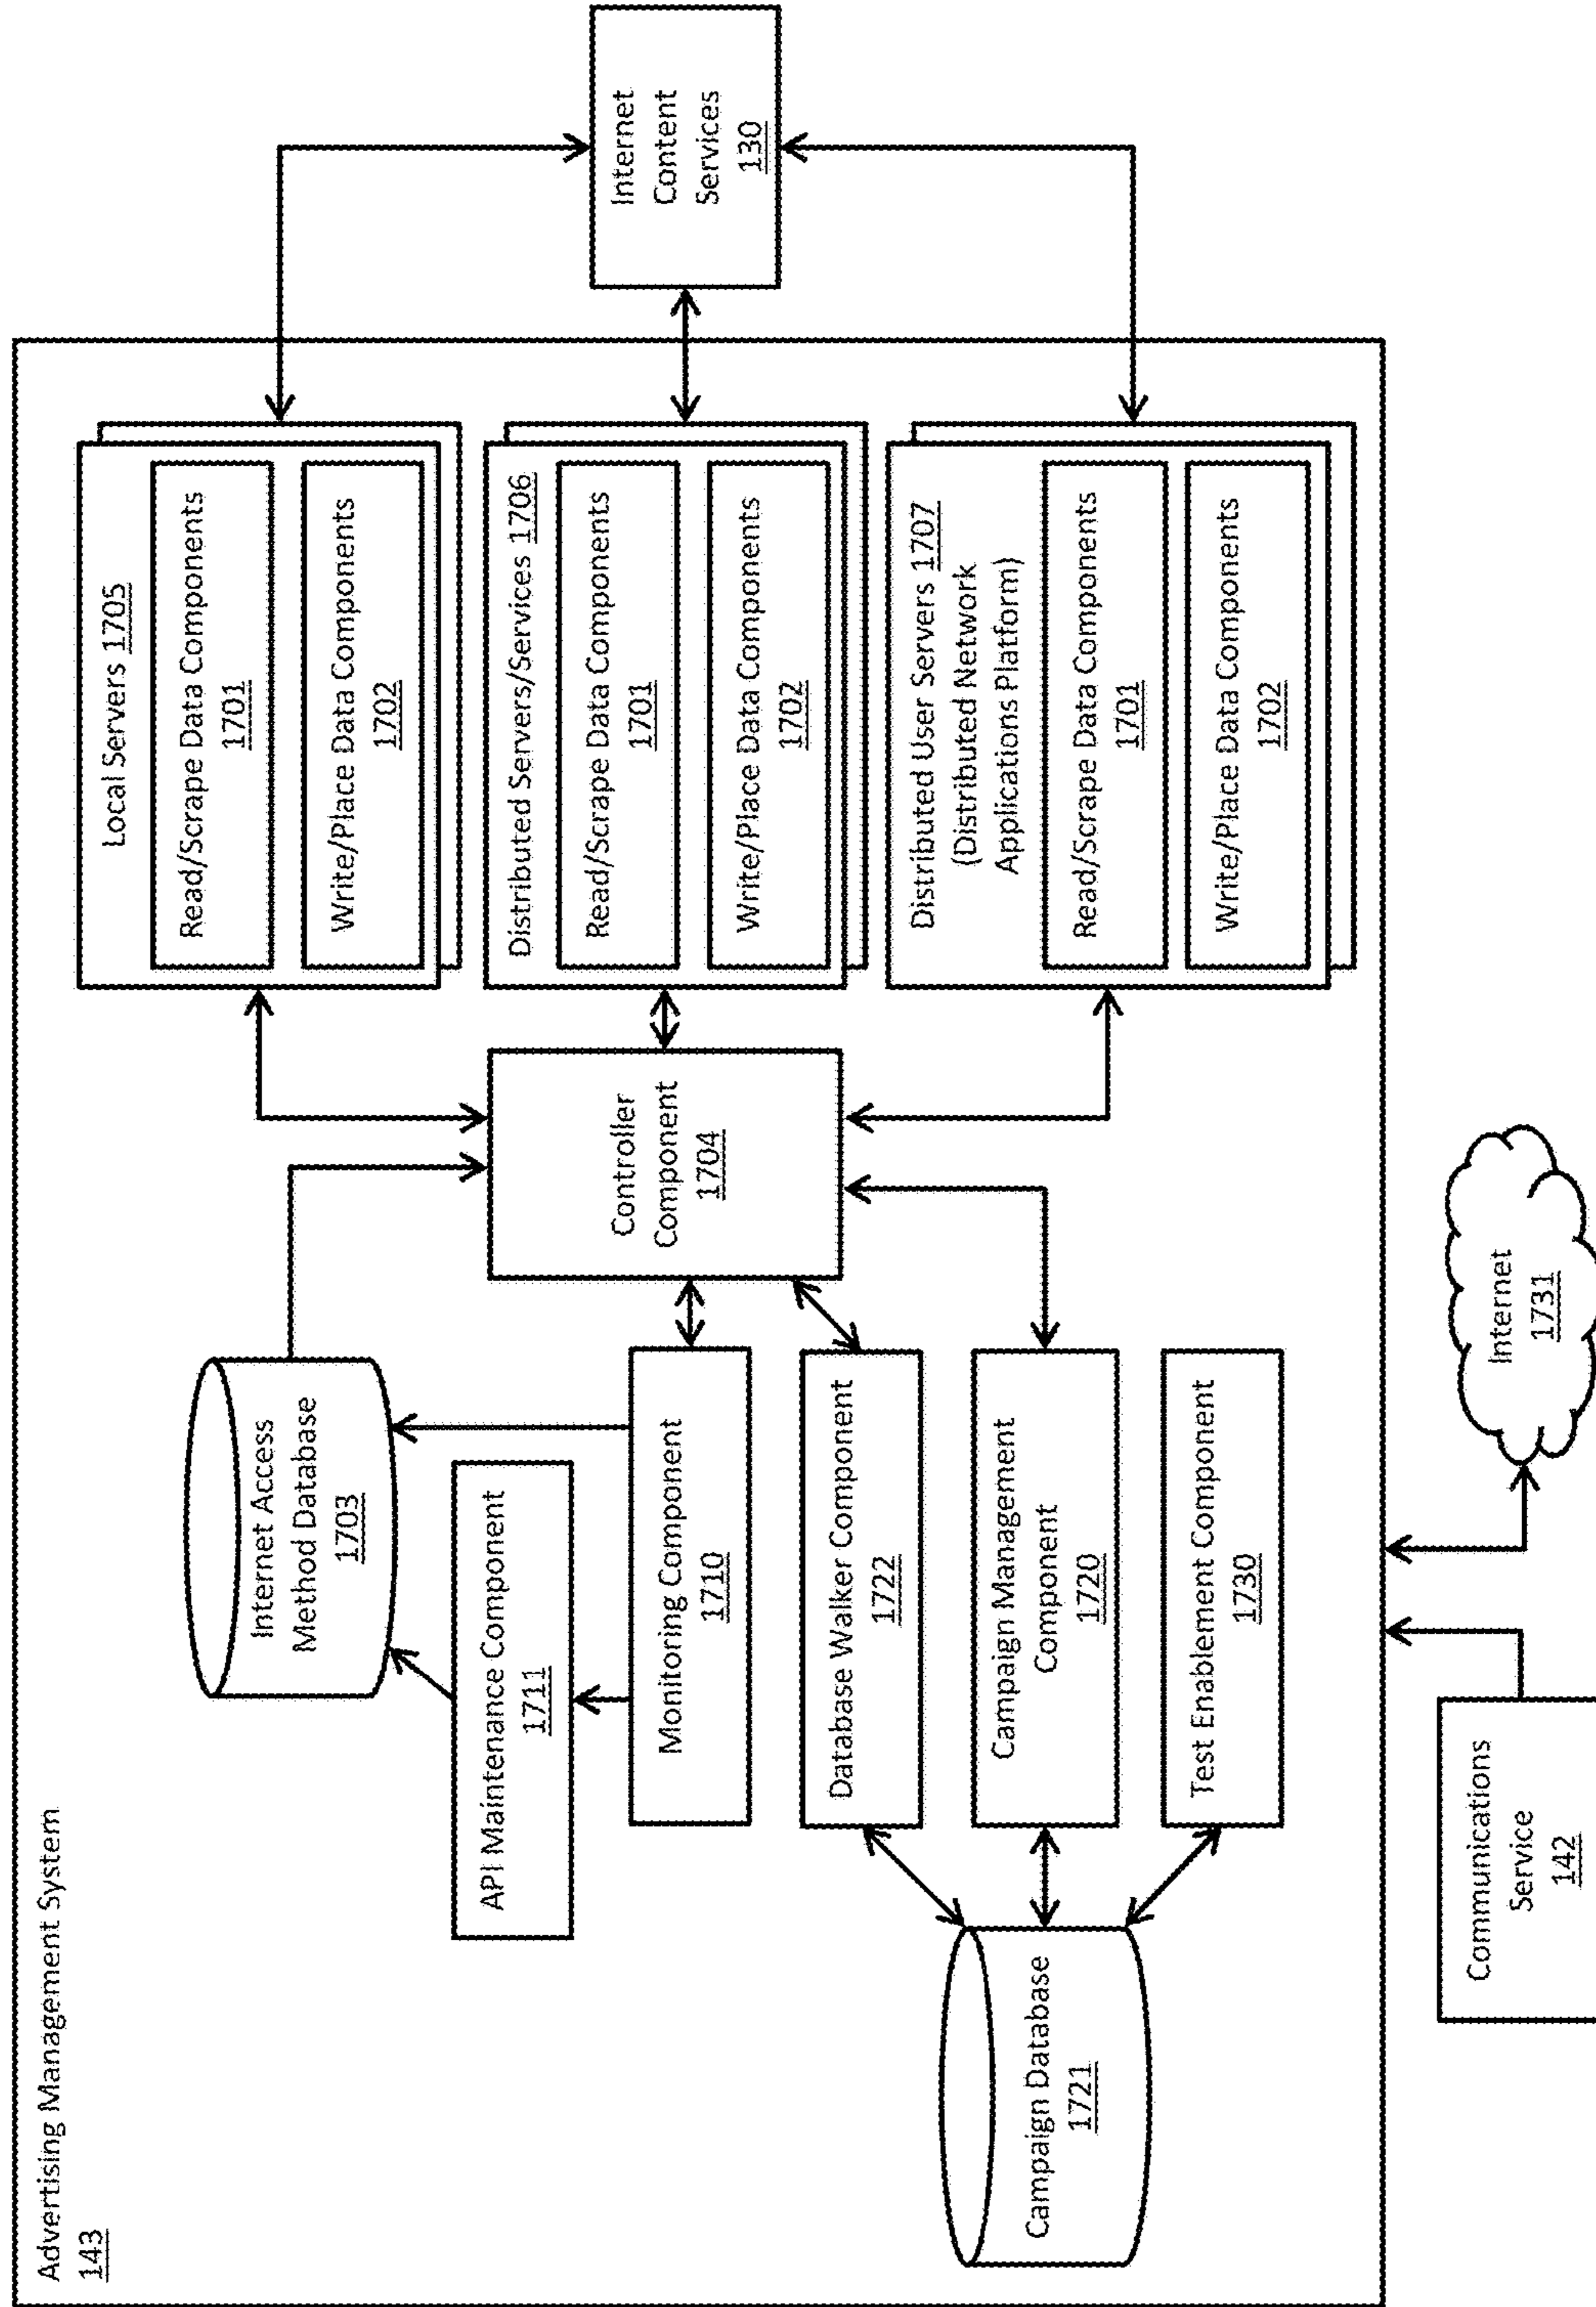 Advertising Management System
143
Internet Access
Method Database
1703
API Maintenance Component
1711
Monitoring Component
1710
Database Walker Component
1722
Campaign Management
Component
1720
Test Enablement Component
1730
Campaign Database
1721
Controller
Component
1704
Local Servers 1705
Read/Scrape Data Components
1701
Write/Place Data Components
1702
Distributed Servers/Services 1706
Read/Scrape Data Components
1701
Write/Place Data Components
1702
Distributed User Servers 1707
(Distributed Network
Applications Platform)
Read/Scrape Data Components
1701
Write/Place Data Components
1702
Internet
Content
Services
130
Communications
Service
142
Internet
1731